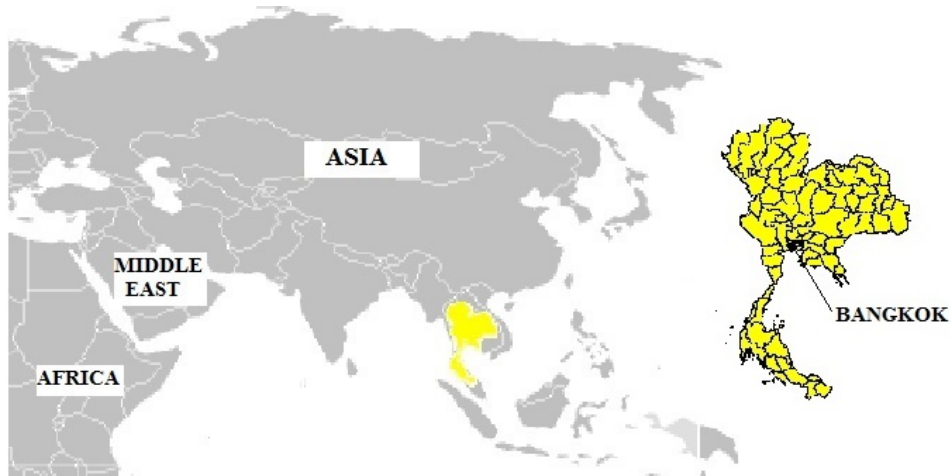 ASIA
MIDDLE
EAST
BANGKOK
AFRICA